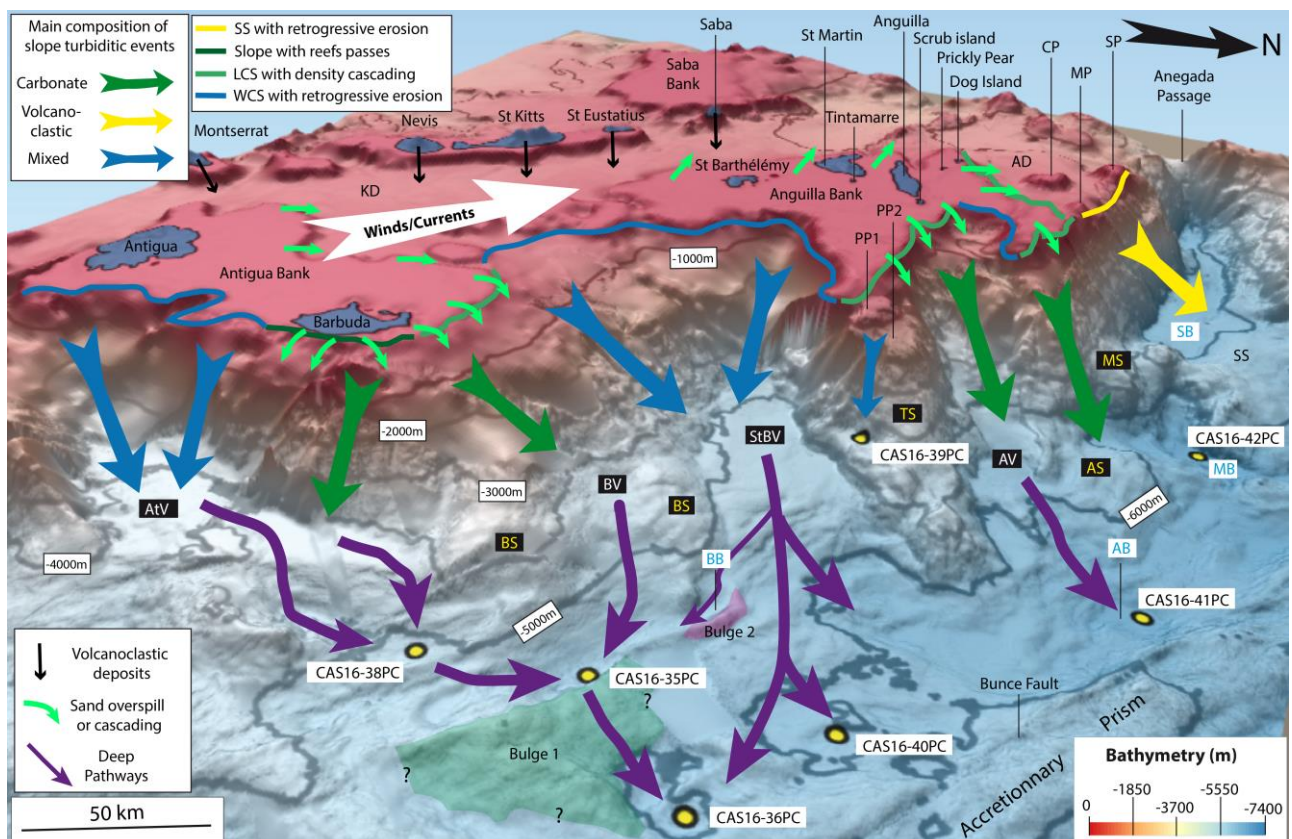 Main composition of
slope turbiditic events
Carbonate
Volcano-
clastic
Mixed
SS with retrogressive erosion
Slope with reefs passes
LCS with density cascading
WCS with retrogressive erosion
Montserrat
Nevis
St Kitts
St Eustatius
Saba
Saba
Bank
St Martin
Anguilla
Scrub island
Prickly Pear
Dog Island
CP
MP
SP
Anegada
Passage
N
Tintamarre
St Barthélémy
Anguilla Bank
AD
KD
Winds/Currents
PP2
PP1
Antigua
Antigua Bank
Barbuda
-1000m
-2000m
-3000m
-4000m
-5000m
-6000m
SB
SS
MS
TS
StBV
CAS16-39PC
AV
AS
CAS16-42PC
MB
AtV
BV
BS
BS
BB
AB
CAS16-41PC
Bulge 2
CAS16-38PC
CAS16-35PC
?
Bunce Fault
CAS16-40PC
Bulge 1
?
?
CAS16-36PC
Accretionnary Prism
Volcanoclastic
deposits
Sand overspill
or cascading
Deep
Pathways
50 km
Bathymetry (m)
-1850
-5550
0
-3700
-7400